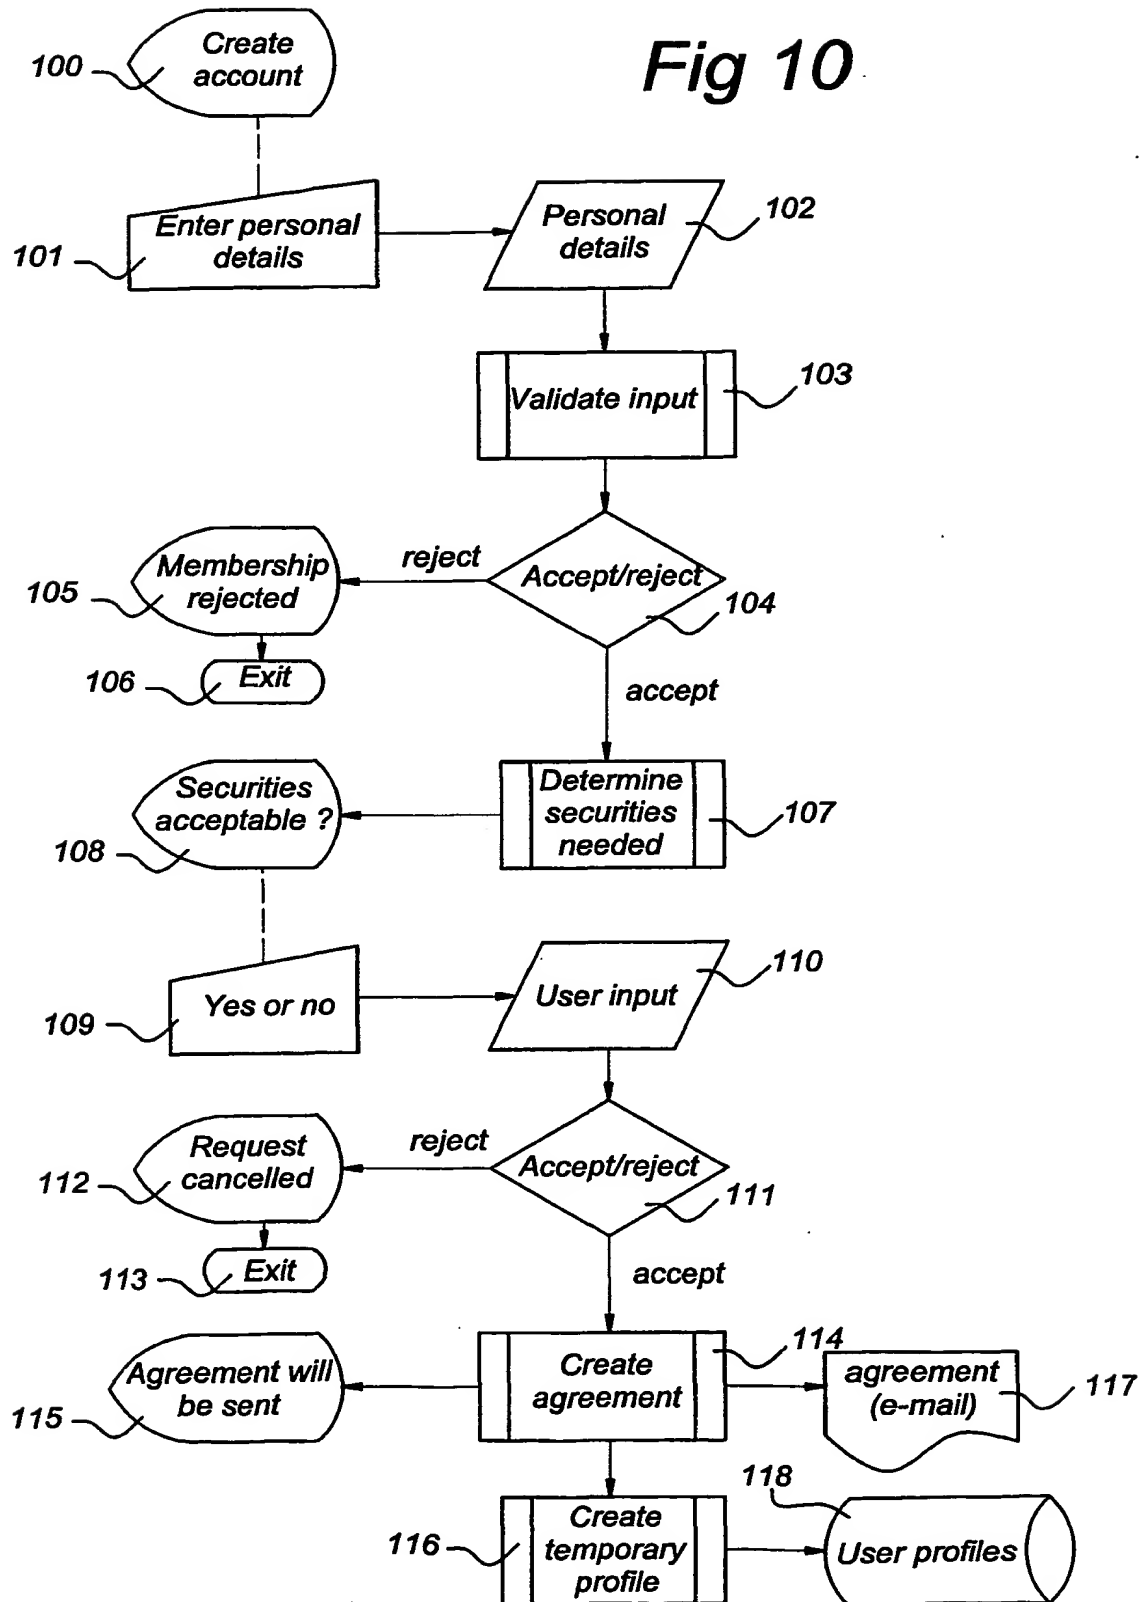 Fig 10
Create
account
100
Enter personal
details
101
Personal
details
102
Validate input
103
Accept/reject
104
reject
Membership
rejected
105
Exit
106
accept
Determine
securities
needed
107
Securities
acceptable ?
108
Yes or no
109
User input
110
Accept/reject
111
reject
Request
cancelled
112
Exit
113
accept
Create
agreement
114
Agreement will
be sent
115
agreement
(e-mail)
117
Create
temporary
profile
116
User profiles
118